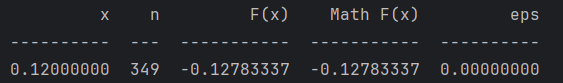 x n F(x) Math F(x) eps
---------- --- ---------- ---------- ----------
0.12000000 349 -0.12783337 -0.12783337 0.00000000